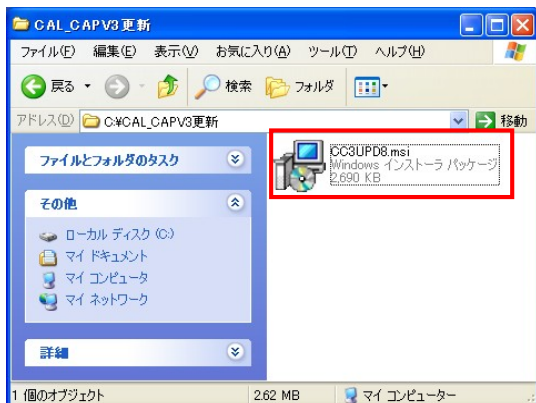 CAL_CAPV3更新
ファイル(F) 編集(E) 表示(V) お気に入り(A) ツール(T) ヘルプ(H)
戻る 検索 フォルダ
アドレス(D) C:¥CAL_CAPV3更新 移動
ファイルとフォルダのタスク
その他
ローカル ディスク (C:)
マイ ドキュメント
マイ コンピュータ
マイ ネットワーク
詳細
CC3UPD8.msi
Windows インストーラ パッケージ
2,690 KB
1 個のオブジェクト 2.62 MB マイ コンピューター